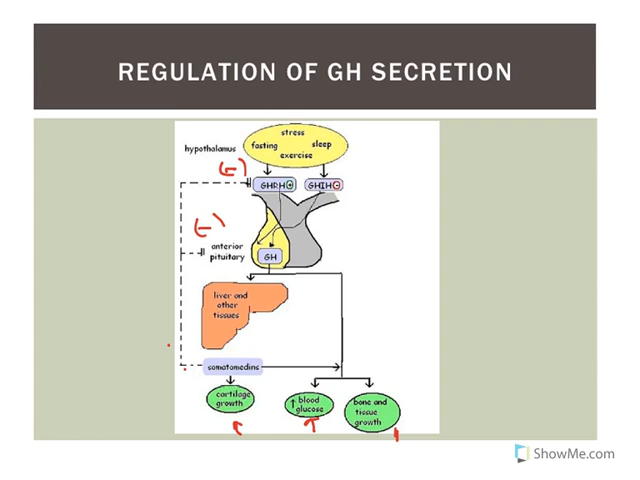 REGULATION OF GH SECRETION
stress
hypothalamus
fasting
sleep
exercise
(-)
GHRH+
GHIH-
(-)
anterior
pituitary
GH
liver and
other
tissues
somatomedins
cartilage
growth
↑ blood
glucose
bone and
tissue
growth
ShowMe.com